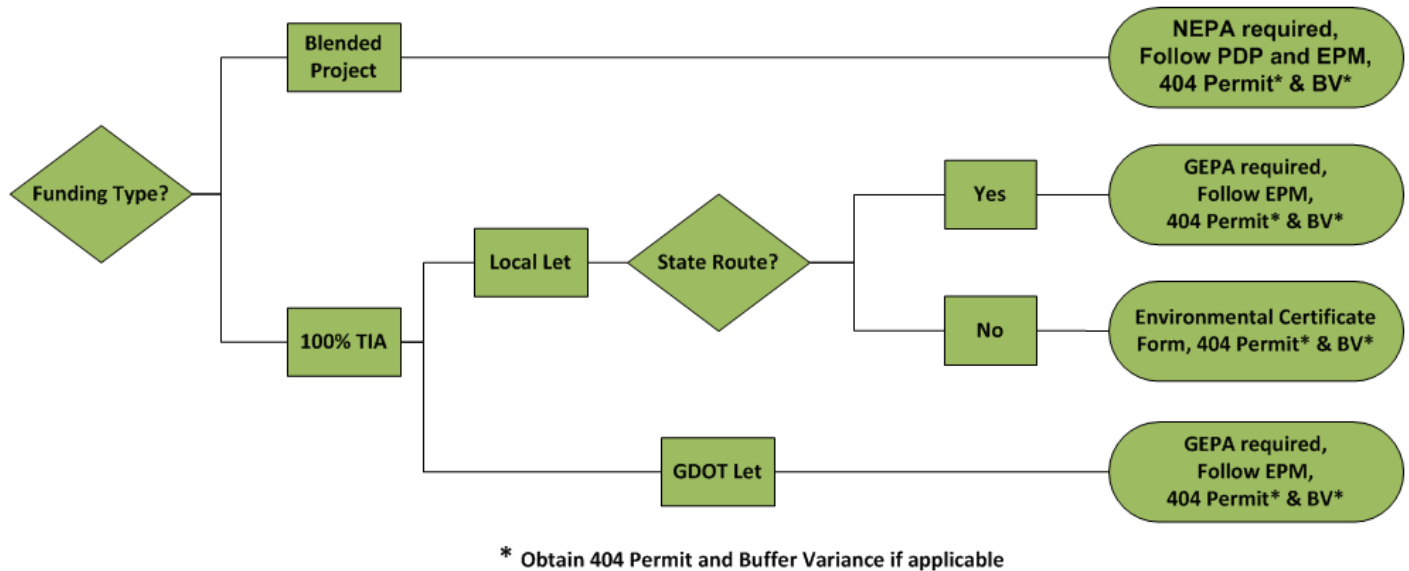 Blended
Project
NEPA required,
Follow PDP and EPM,
404 Permit* & BV*
Funding Type?
Yes
GEPA required,
Follow EPM,
404 Permit* & BV*
Local Let
State Route?
100% TIA
No
Environmental Certificate
Form, 404 Permit* & BV*
GDOT Let
GEPA required,
Follow EPM,
404 Permit* & BV*
* Obtain 404 Permit and Buffer Variance if applicable